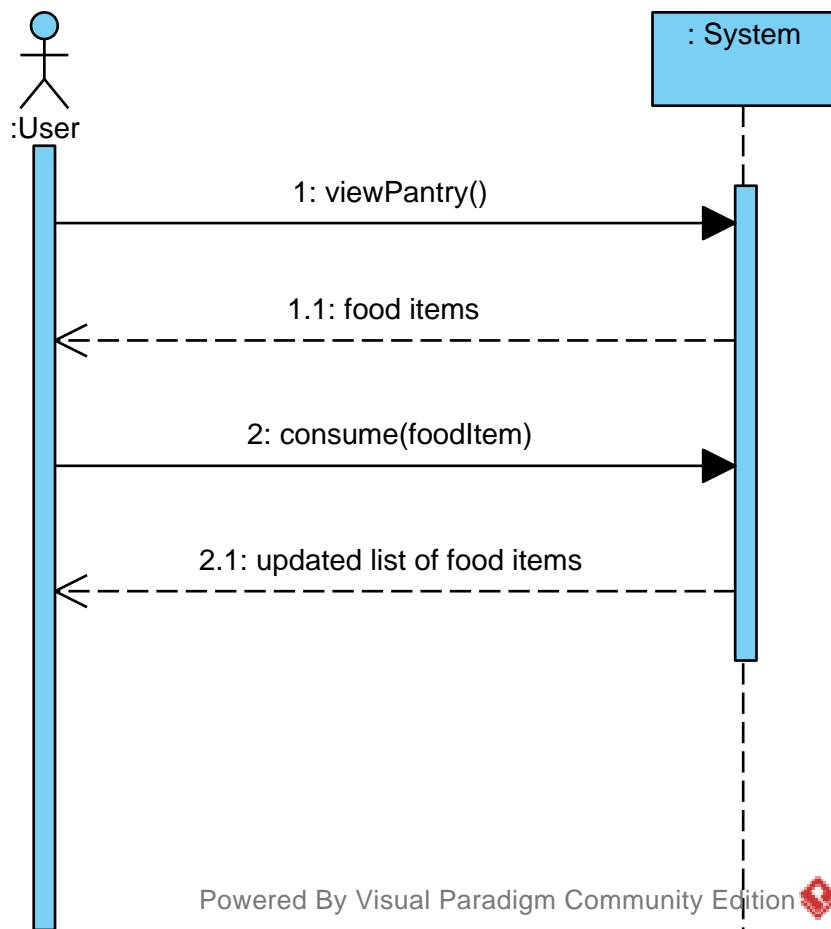 : System
:User
1: viewPantry()
1.1: food items
2: consume(foodItem)
2.1: updated list of food items
Powered By Visual Paradigm Community Edition